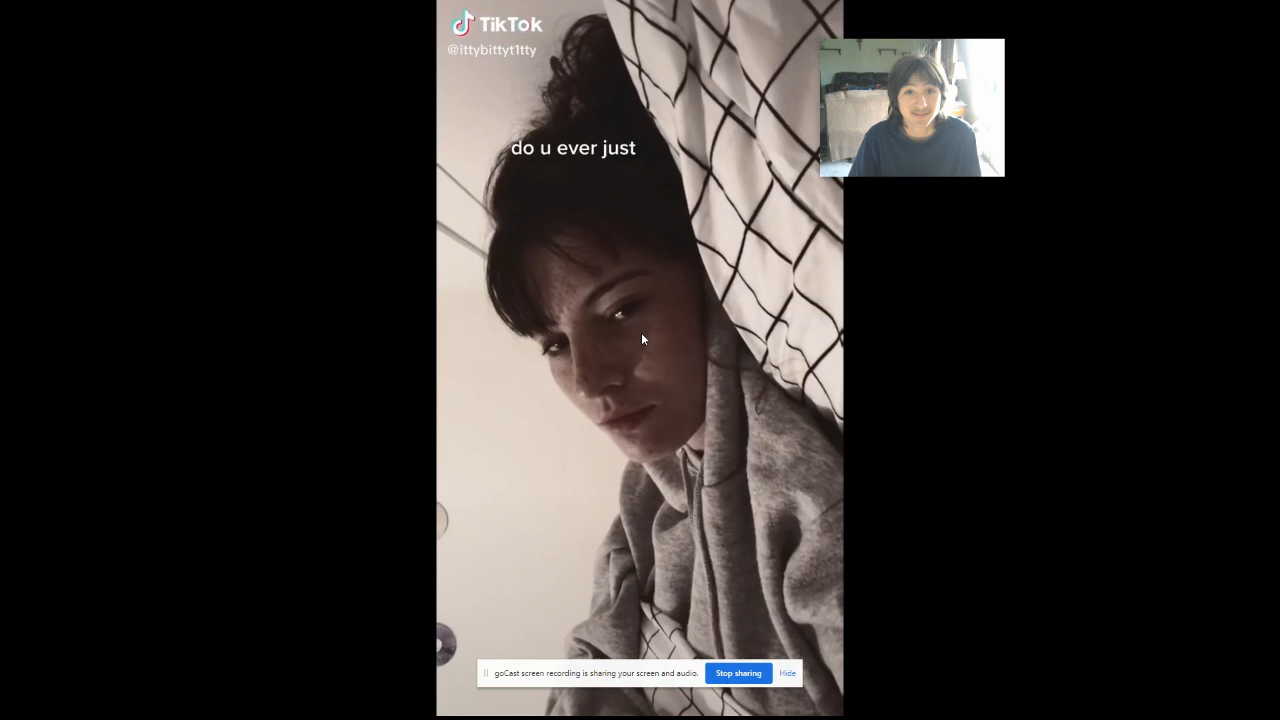 TikTok
@ittybittyt1tty
do u ever just
goCast screen recording is sharing your screen and audio. Stop sharing Hide